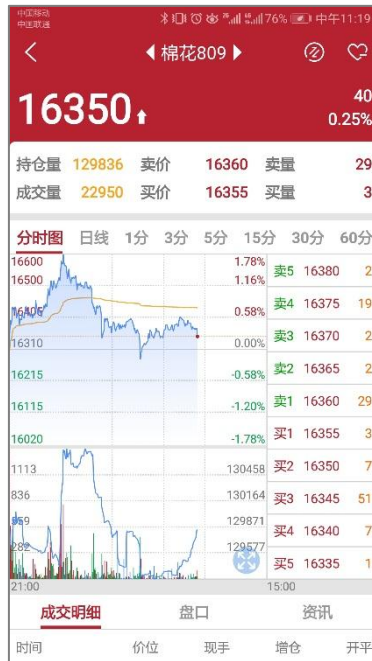 中国移动
中国联通
76% 中午11:19
棉花809
16350
40
0.25%
持仓量 129836 卖价 16360 卖量 29
成交量 22950 买价 16355 买量 3
分时图 日线 1分 3分 5分 15分 30分 60分
16600 1.78%
16500 1.16%
16405 0.58%
16310 0.00%
16215 -0.58%
16115 -1.20%
16020 -1.78%
1113 130458
836 130164
559 129871
282 129577
21:00 15:00
卖5 16380 2
卖4 16375 19
卖3 16370 2
卖2 16365 2
卖1 16360 29
买1 16355 3
买2 16350 7
买3 16345 51
买4 16340 7
买5 16335 1
成交明细 盘口 资讯
时间 价位 现手 增仓 开平